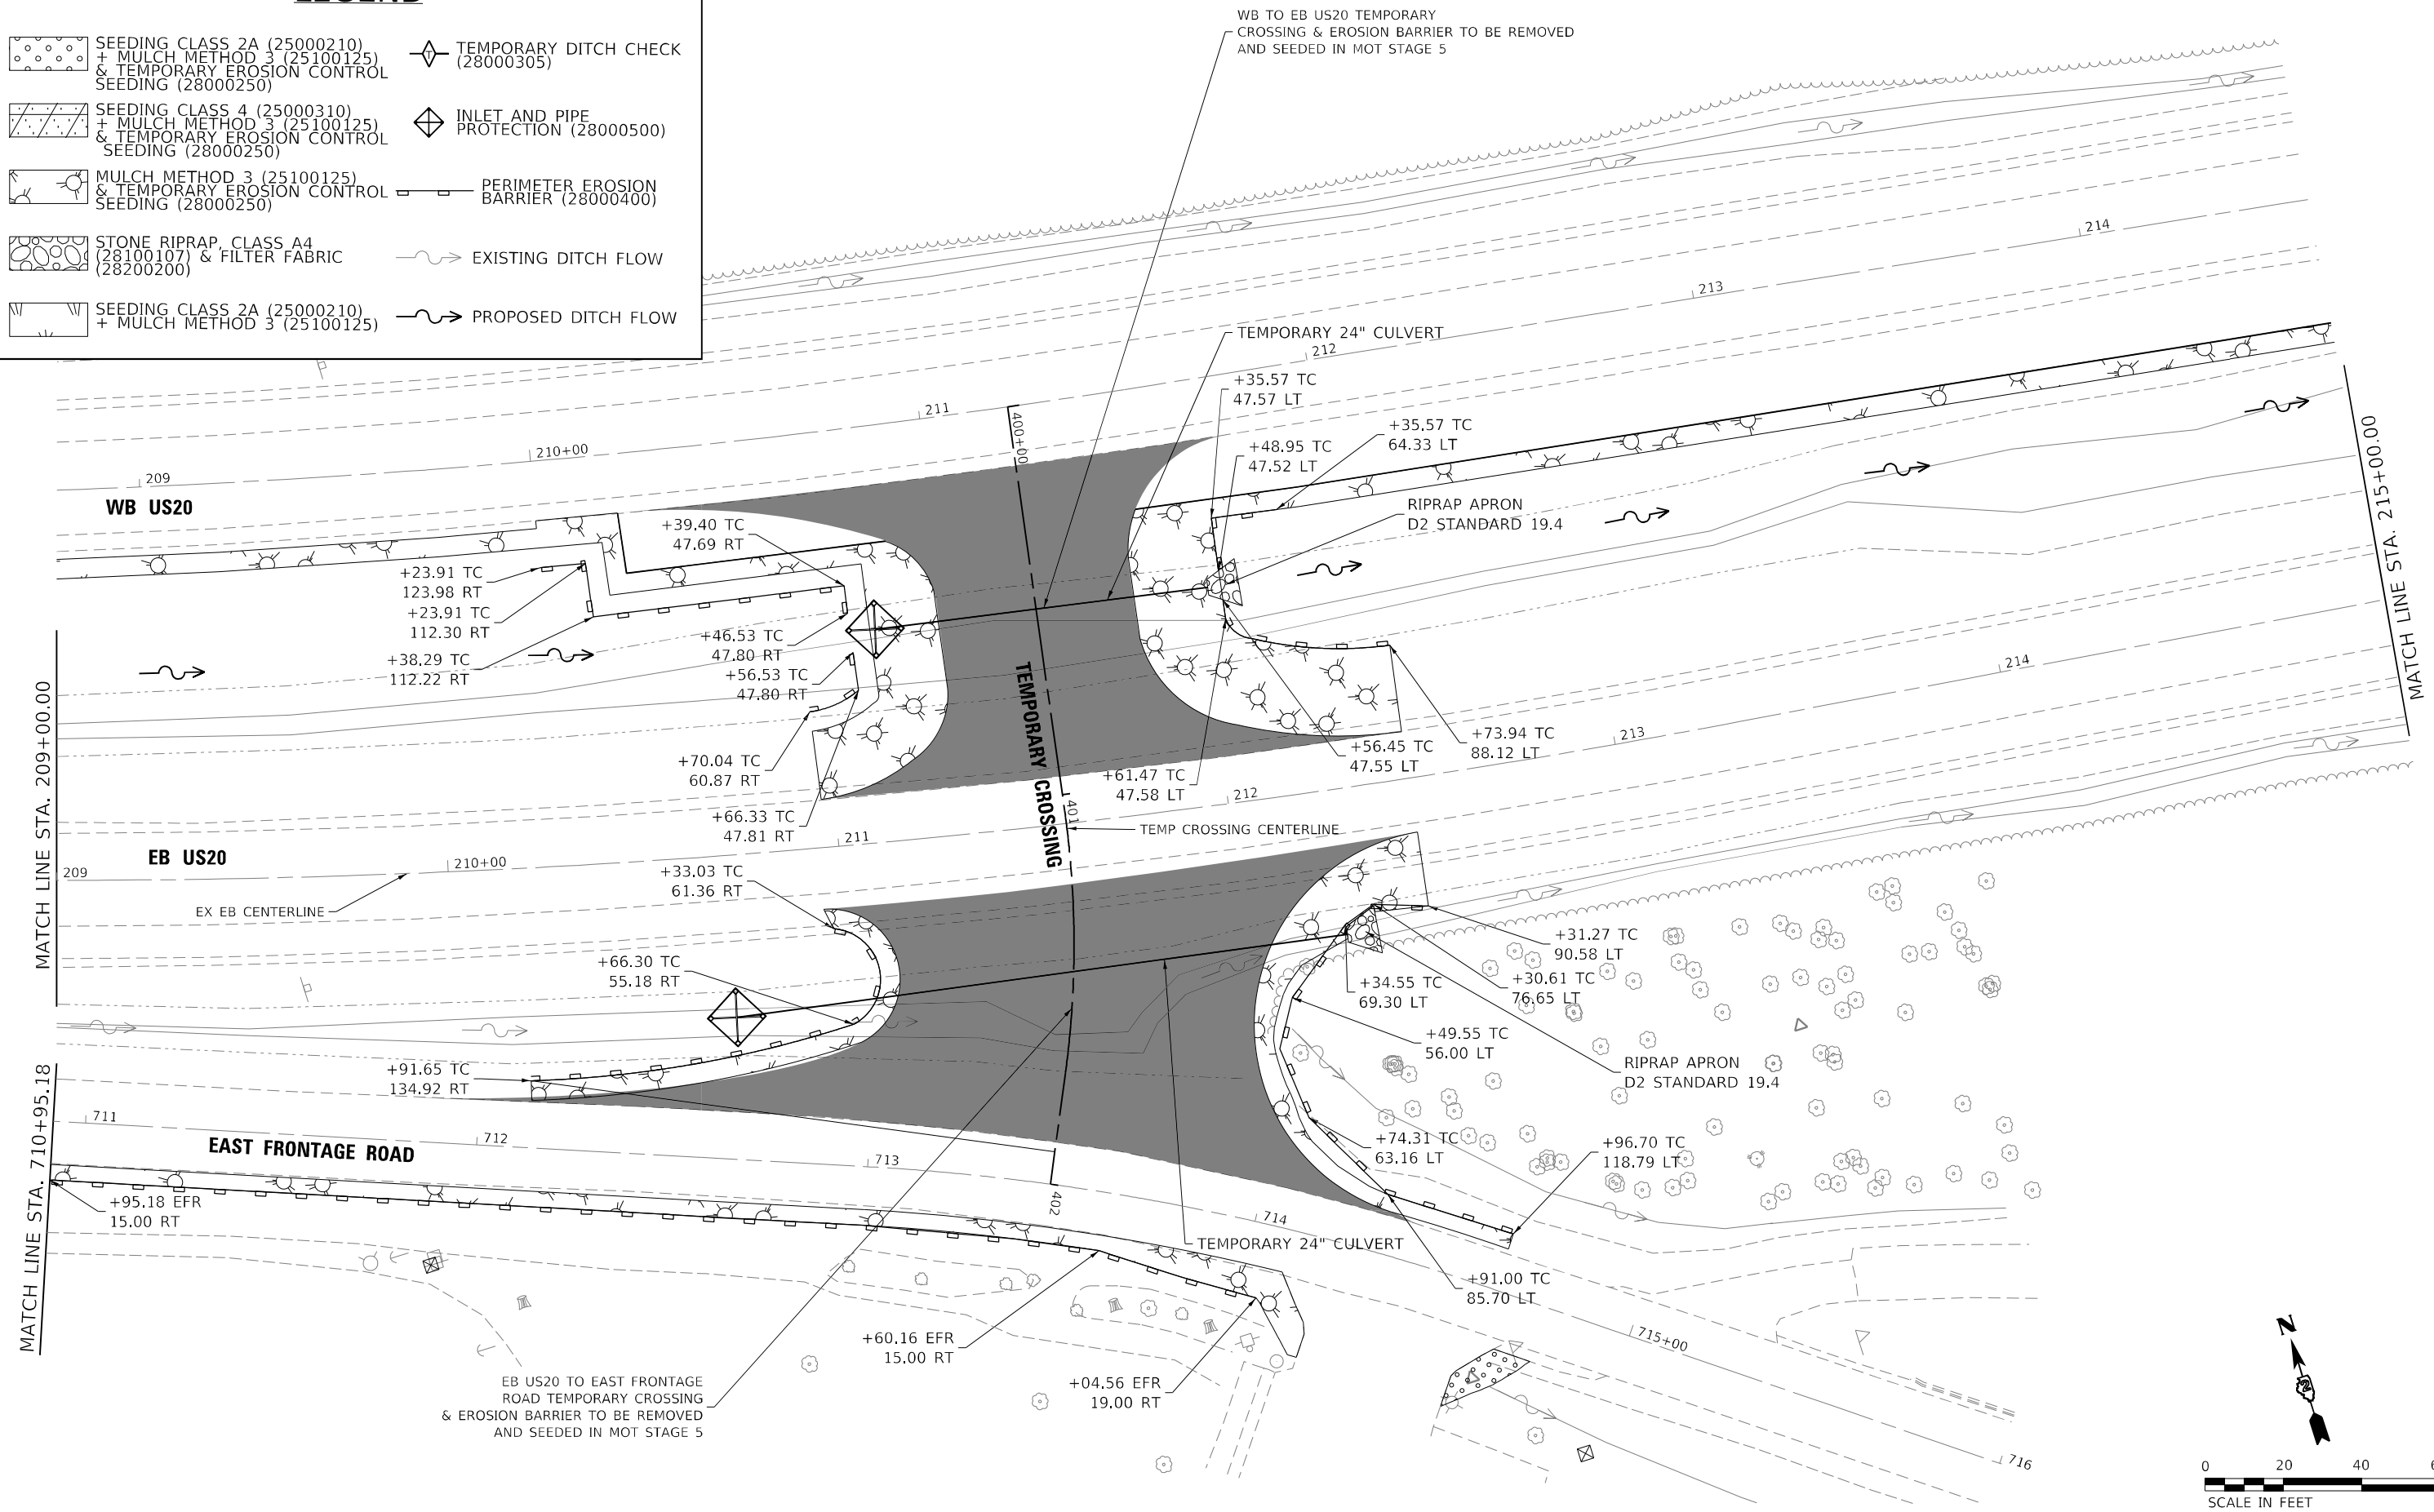 LEGEND
SEEDING CLASS 2A (25000210)
+ MULCH METHOD 3 (25100125)
& TEMPORARY EROSION CONTROL
SEEDING (28000250)
SEEDING CLASS 4 (25000310)
+ MULCH METHOD 3 (25100125)
& TEMPORARY EROSION CONTROL
SEEDING (28000250)
MULCH METHOD 3 (25100125)
& TEMPORARY EROSION CONTROL
SEEDING (28000250)
STONE RIPRAP, CLASS A4
(28100107) & FILTER FABRIC
(28200200)
SEEDING CLASS 2A (25000210)
+ MULCH METHOD 3 (25100125)
T
TEMPORARY DITCH CHECK
(28000305)
INLET AND PIPE
PROTECTION (28000500)
PERIMETER EROSION
BARRIER (28000400)
EXISTING DITCH FLOW
PROPOSED DITCH FLOW
WB TO EB US20 TEMPORARY
CROSSING & EROSION BARRIER TO BE REMOVED
AND SEEDED IN MOT STAGE 5
214
213
212
211
210+00
209
WB US20
TEMPORARY 24" CULVERT
+35.57 TC
47.57 LT
+48.95 TC
47.52 LT
+35.57 TC
64.33 LT
RIPRAP APRON
D2 STANDARD 19.4
400+00
+39.40 TC
47.69 RT
+23.91 TC
123.98 RT
+23.91 TC
112.30 RT
+38.29 TC
112.22 RT
+46.53 TC
47.80 RT
+56.53 TC
47.80 RT
+70.04 TC
60.87 RT
+66.33 TC
47.81 RT
TEMPORARY CROSSING
+61.47 TC
47.58 LT
+56.45 TC
47.55 LT
+73.94 TC
88.12 LT
MATCH LINE STA. 215+00.00
MATCH LINE STA. 209+00.00
214
213
212
211
210+00
209
EB US20
EX EB CENTERLINE
401
TEMP CROSSING CENTERLINE
+33.03 TC
61.36 RT
+66.30 TC
55.18 RT
+91.65 TC
134.92 RT
+31.27 TC
90.58 LT
+30.61 TC
76.65 LT
+34.55 TC
69.30 LT
+49.55 TC
56.00 LT
RIPRAP APRON
D2 STANDARD 19.4
+74.31 TC
63.16 LT
+96.70 TC
118.79 LT
+91.00 TC
85.70 LT
MATCH LINE STA. 710+95.18
711
712
713
714
715+00
716
EAST FRONTAGE ROAD
402
+95.18 EFR
15.00 RT
TEMPORARY 24" CULVERT
+60.16 EFR
15.00 RT
+04.56 EFR
19.00 RT
EB US20 TO EAST FRONTAGE
ROAD TEMPORARY CROSSING
& EROSION BARRIER TO BE REMOVED
AND SEEDED IN MOT STAGE 5
N
2
0 20 40
SCALE IN FEET